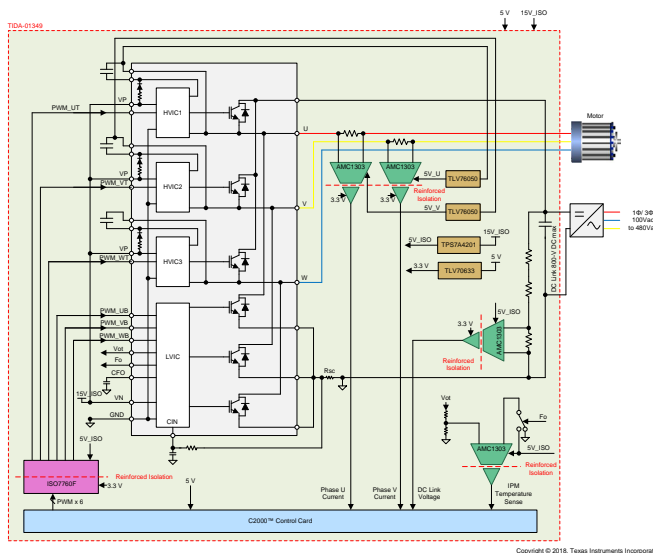 5 V
15V_ISO
TIDA-01349
PWM_UT
VP
HVIC1
U
Motor
AMC1303
AMC1303
5V_U
TLV76050
3.3 V
3.3 V
Reinforced
Isolation
VP
PWM_VT
HVIC2
V
5V_V
TLV76050
1Φ/ 3Φ
100Vac
to 480Va
15V_ISO
5V_ISO
TPS7A4201
VP
PWM_WT
HVIC3
W
5 V
3.3 V
TLV70633
DC Link 800-V DC max
PWM_UB
PWM_VB
PWM_WB
Vot
Fo
CFO
LVIC
5V_ISO
3.3 V
AMC1303
Reinforced
Isolation
Rsc
15V_ISO
VN
GND
CIN
Vot
Fo
5V_ISO
AMC1303
5V_ISO
Reinforced
Isolation
ISO7760F
Reinforced Isolation
3.3 V
PWM x 6
5 V
Phase U
Current
Phase V
Current
DC Link
Voltage
IPM
Temperature
Sense
C2000™ Control Card
Copyright © 2018, Texas Instruments Incorporat